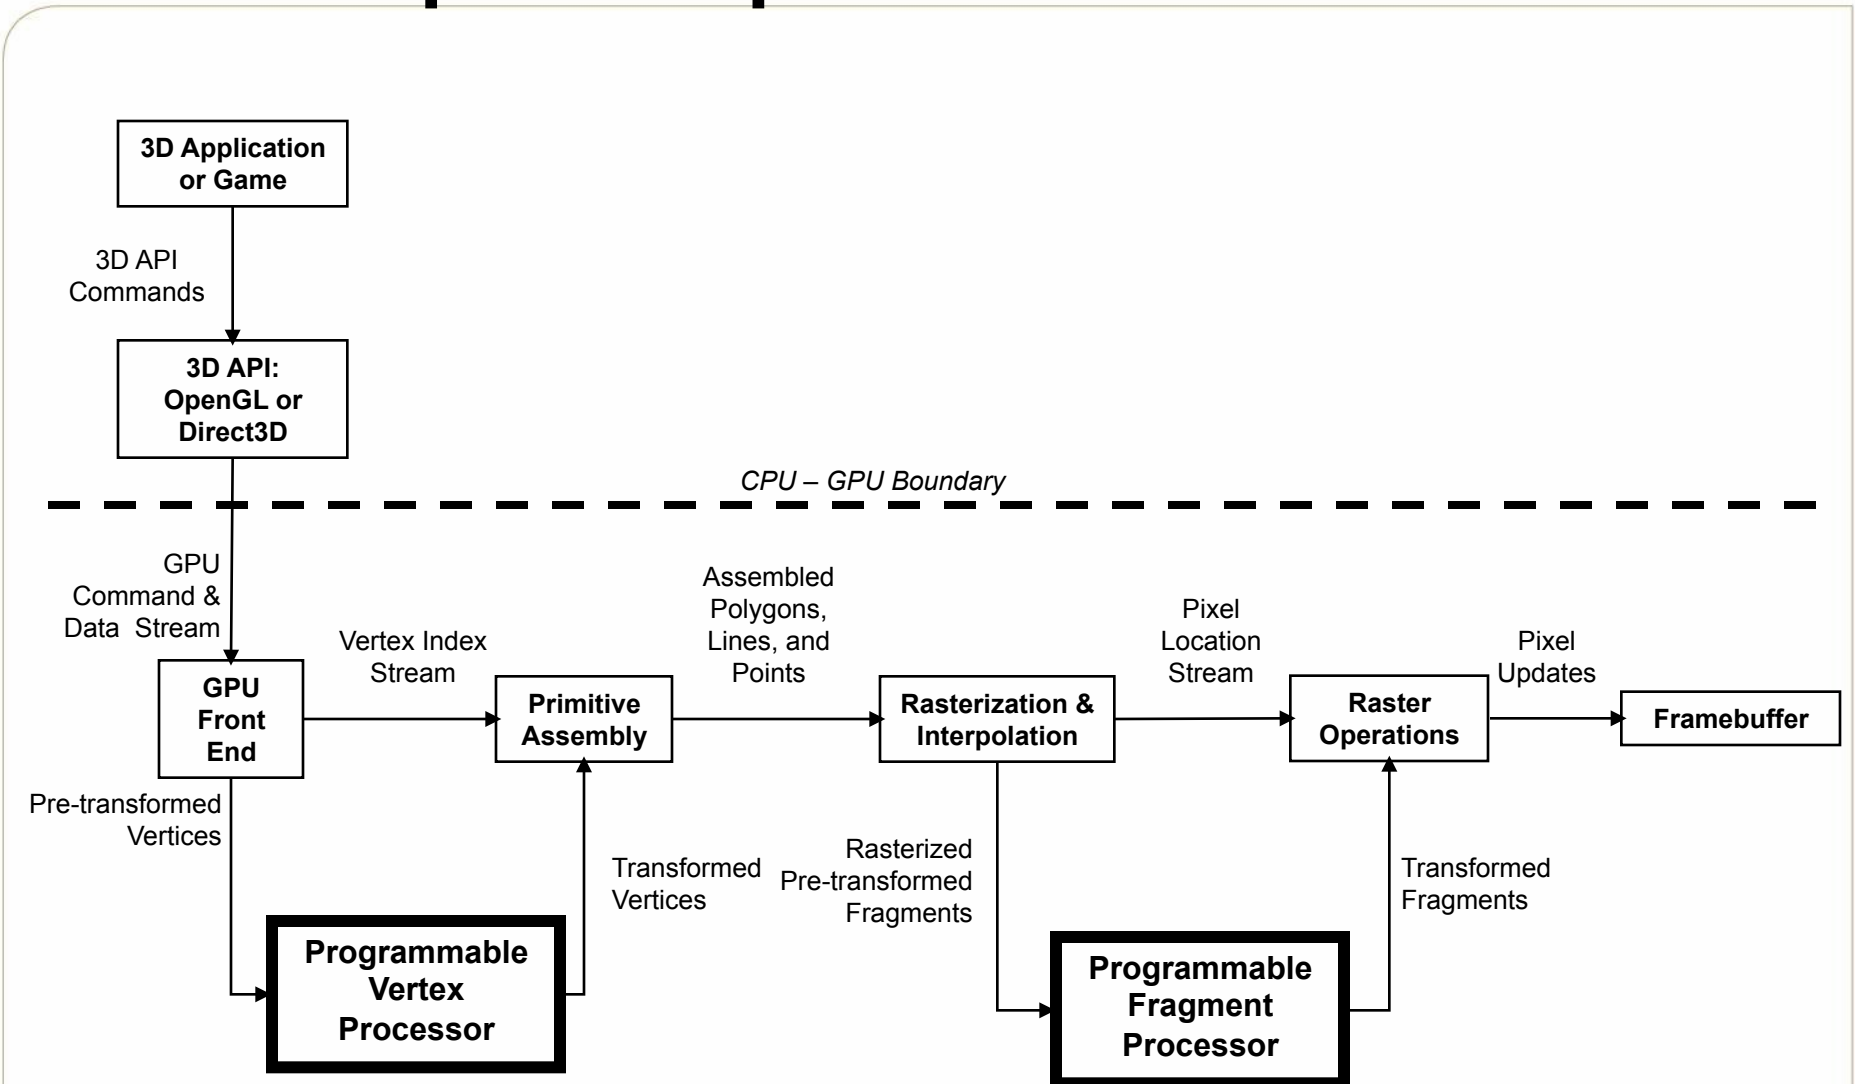 3D Application
or Game
3D API
Commands
3D API:
OpenGL or
Direct3D
CPU – GPU Boundary
GPU
Command &
Data Stream
Vertex Index
Stream
Assembled
Polygons,
Lines, and
Points
Pixel
Location
Stream
Pixel
Updates
GPU
Front
End
Primitive
Assembly
Rasterization &
Interpolation
Raster
Operations
Framebuffer
Pre-transformed
Vertices
Transformed
Vertices
Rasterized
Pre-transformed
Fragments
Transformed
Fragments
Programmable
Vertex
Processor
Programmable
Fragment
Processor